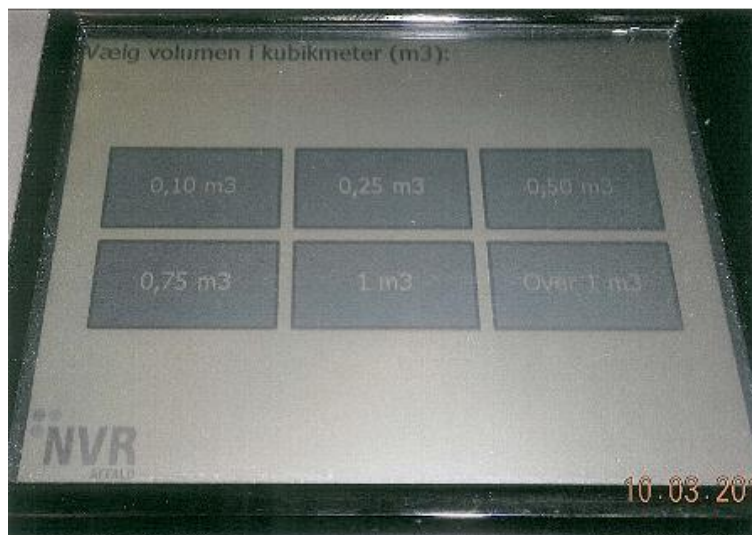 Vælg volumen i kubikmeter (m3):
0,10 m3
0,25 m3
0,50 m3
0,75 m3
1 m3
Over 1 m3
NVR
AFFALD
10.03.20